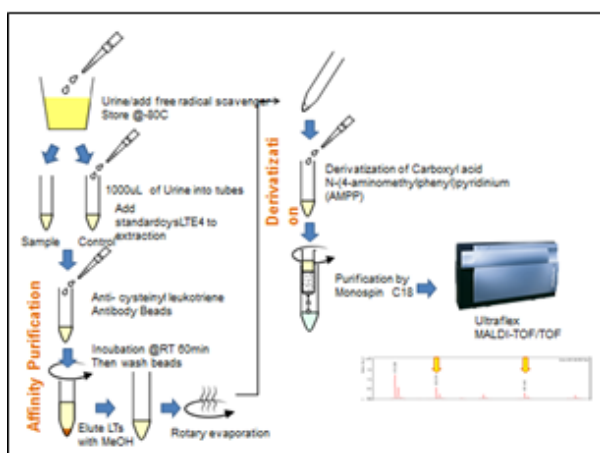 Urine/add free radical scavenger
Store @-80C
1000uL of Urine into tubes
Add
standardcysLTE4 to
extraction
Sample
Control
Anti- cysteinyl leukotriene
Antibody Beads
Incubation @RT 60min
Then wash beads
Elute LTs
with MeOH
Rotary evaporation
Affinity Purification
Derivatizati
on
Derivatization of Carboxyl acid
N-(4-aminomethylphenyl)pyridinium
(AMPP)
Purification by
Monospin C18
Ultraflex
MALDI-TOF/TOF